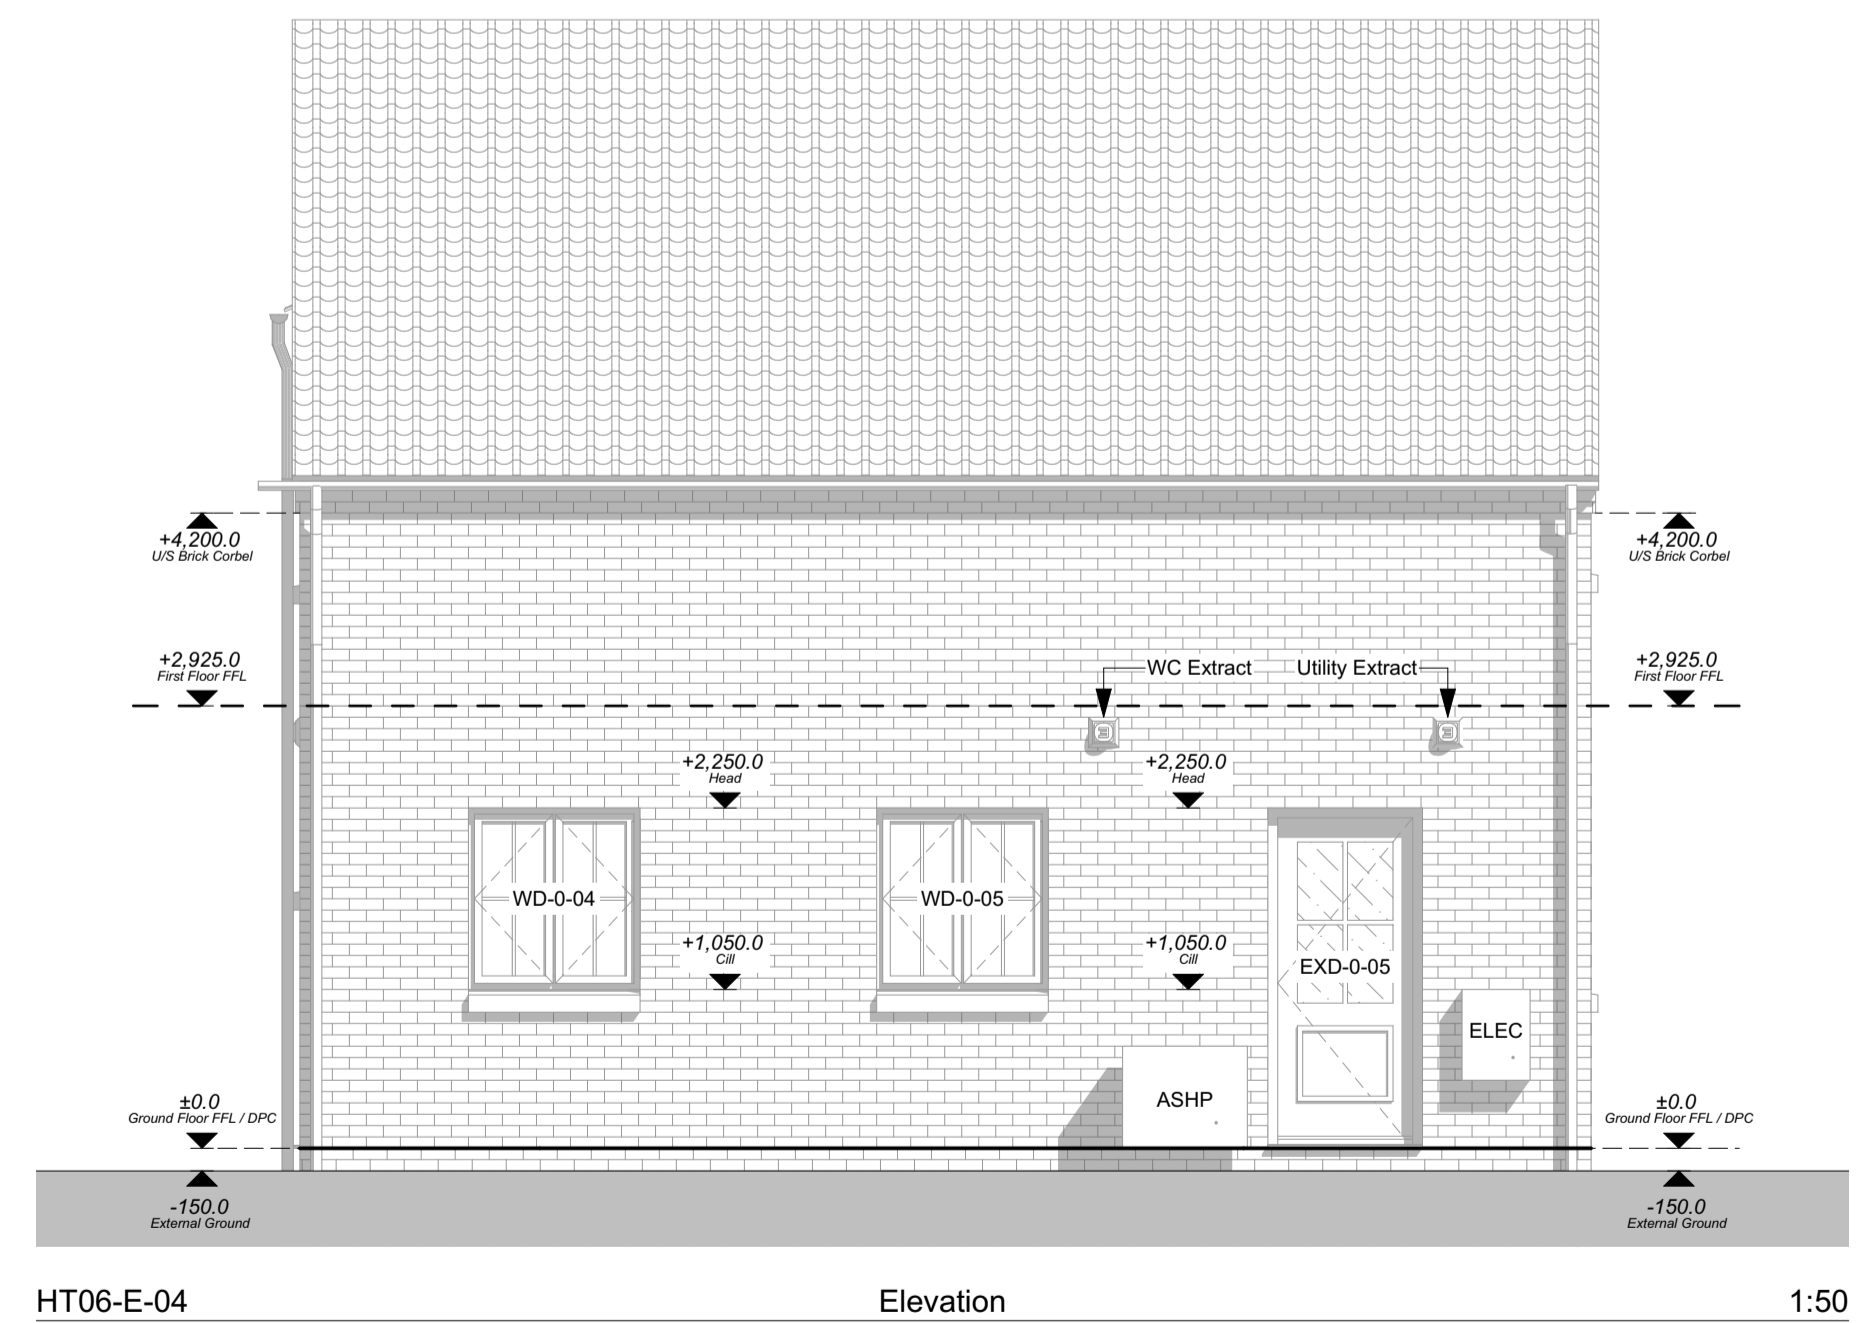 +4,200.0
U/S Brick Corbel
+4,200.0
U/S Brick Corbel
+2,925.0
First Floor FFL
WC Extract
Utility Extract
+2,925.0
First Floor FFL
+2,250.0
Head
+2,250.0
Head
WD-0-04
WD-0-05
+1,050.0
Cill
+1,050.0
Cill
EXD-0-05
ELEC
ASHP
±0.0
Ground Floor FFL / DPC
±0.0
Ground Floor FFL / DPC
-150.0
External Ground
-150.0
External Ground
HT06-E-04
Elevation
1:50